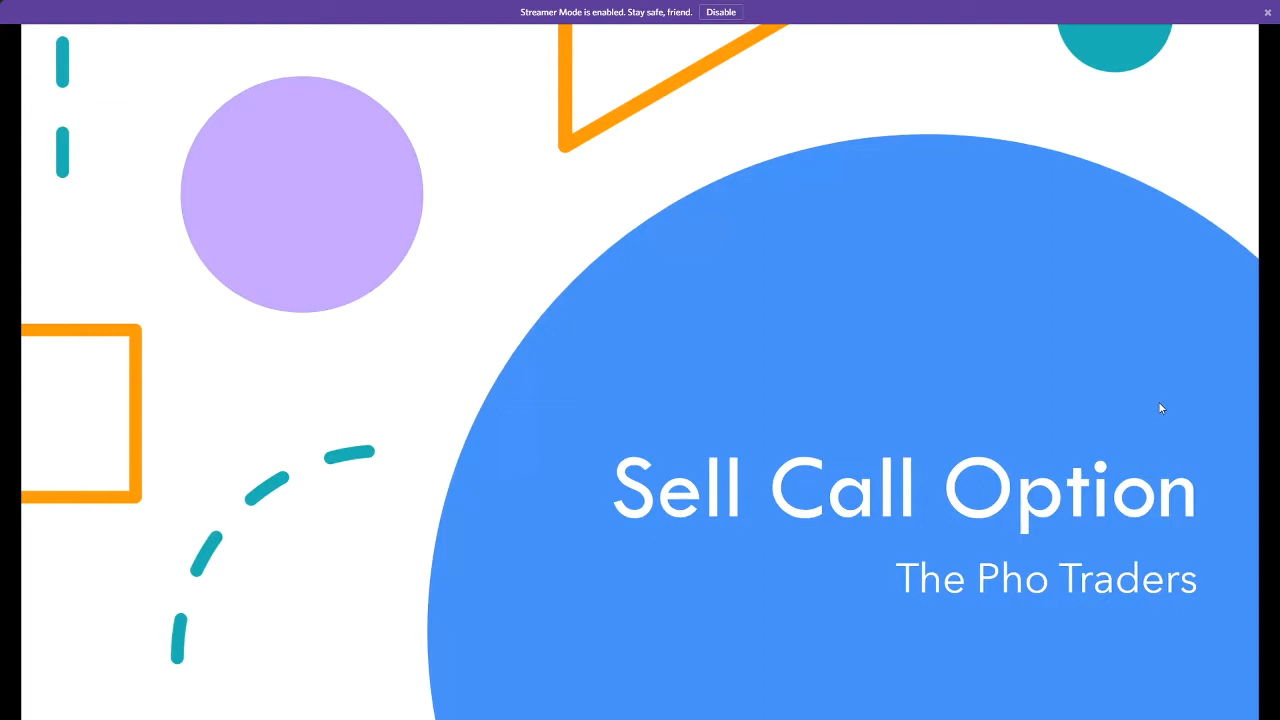 Streamer Mode is enabled. Stay safe, friend. Disable
Sell Call Option
The Pho Traders